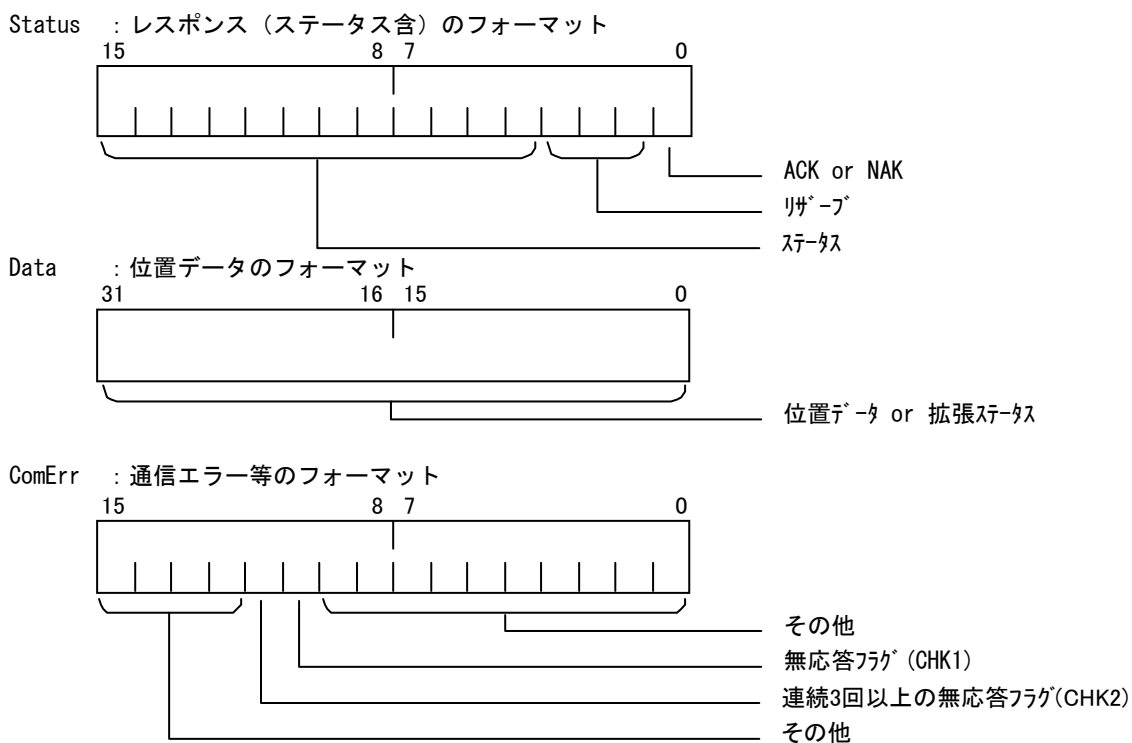 Status ：レスポンス（ステータス含）のフォーマット
15 8 7 0
ACK or NAK
ﾘｻﾞｰﾌﾞ
ｽﾃｰﾀｽ
Data ：位置データのフォーマット
31 16 15 0
位置ﾃﾞｰﾀ or 拡張ｽﾃｰﾀｽ
ComErr ：通信エラー等のフォーマット
15 8 7 0
その他
無応答ﾌﾗｸﾞ(CHK1)
連続3回以上の無応答ﾌﾗｸﾞ(CHK2)
その他